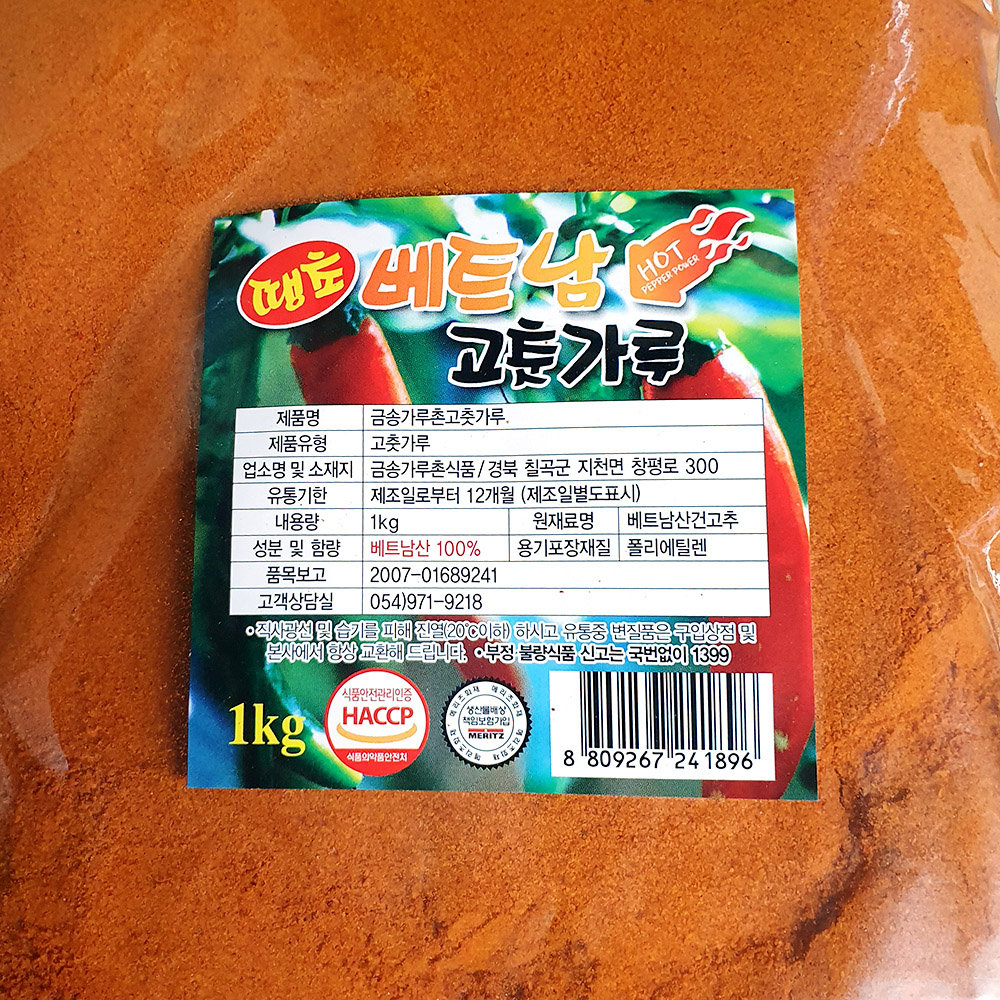 땡초
베트남
HOT
PEPPER POWER
고춧가루
제품명 금송가루촌고춧가루
제품유형 고춧가루
업소명 및 소재지 금송가루촌식품 / 경북 칠곡군 지천면 창평로 300
유통기한 제조일로부터 12개월 (제조일별도표시)
내용량 1kg 원재료명 베트남산건고추
성분 및 함량 베트남산 100% 용기포장재질 폴리에틸렌
품목보고 2007-01689241
고객상담실 054)971-9218
•직사광선 및 습기를 피해 진열(20℃이하) 하시고 유통중 변질품은 구입상점 및
본사에서 항상 교환해 드립니다. •부정 불량식품 신고는 국번없이 1399
1kg
식품안전관리인증
HACCP
식품의약품안전처
메리츠화재
생산물배상
책임보험가입
MERITZ
메리츠화재
8 809267 241896